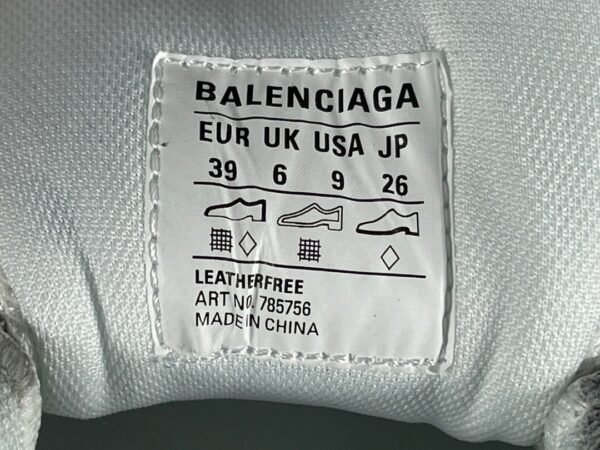 BALENCIAGA
EUR UK USA JP
39 6 9 26
LEATHERFREE
ART NO. 785756
MADE IN CHINA